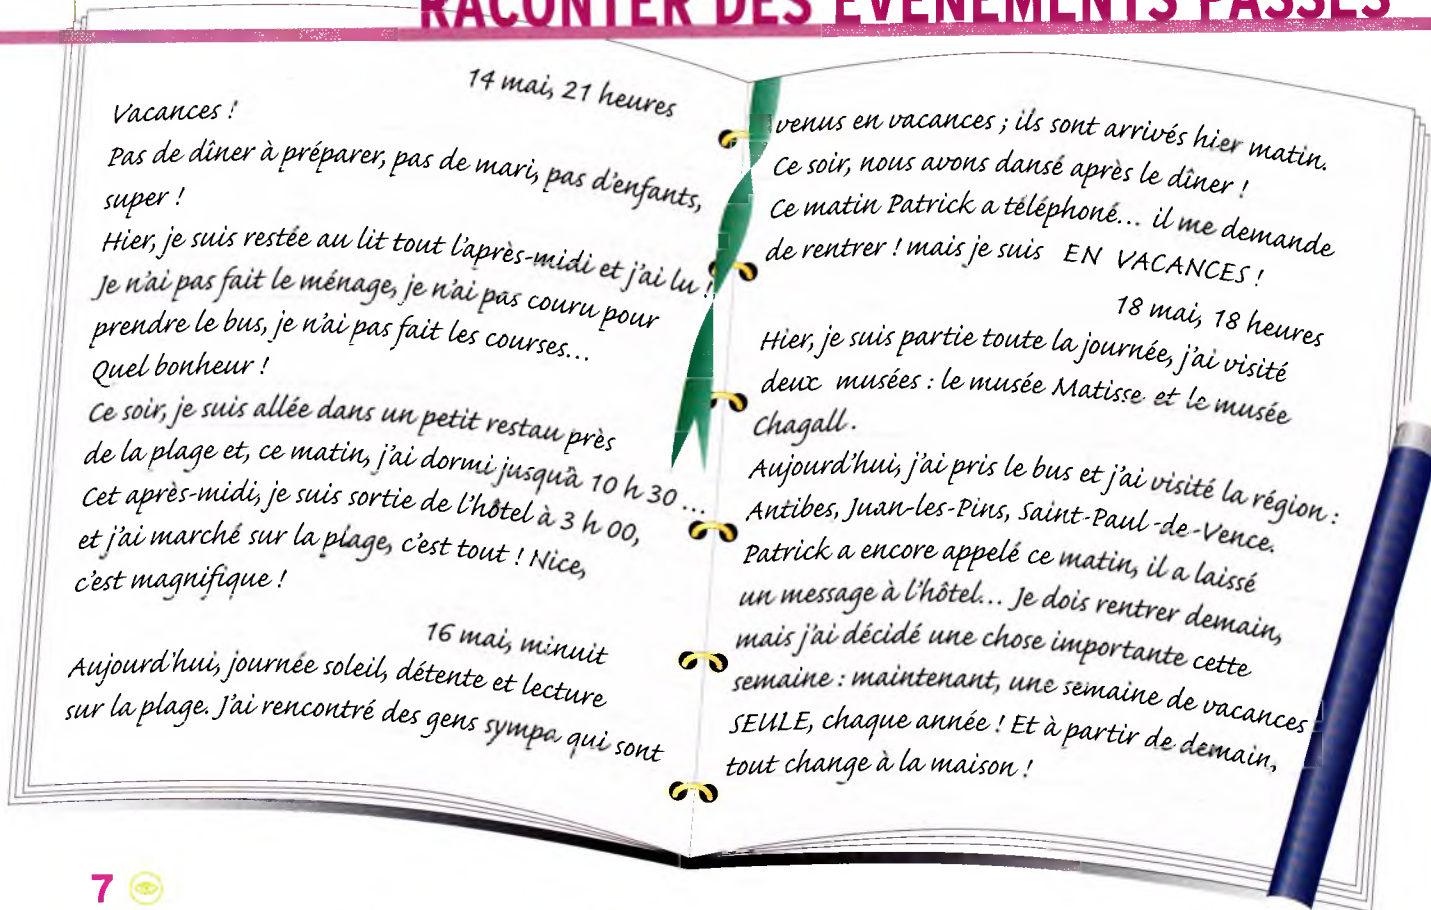 RACONTER DES ÉVÉNEMENTS PASSÉS
14 mai, 21 heures
Vacances !
Pas de dîner à préparer, pas de mari, pas d'enfants,
super !
Hier, je suis restée au lit tout l'après-midi et j'ai lu !
Je n'ai pas fait le ménage, je n'ai pas couru pour
prendre le bus, je n'ai pas fait les courses...
Quel bonheur !
Ce soir, je suis allée dans un petit restau près
de la plage et, ce matin, j'ai dormi jusqu'à 10 h 30 ...
Cet après-midi, je suis sortie de l'hôtel à 3 h 00,
et j'ai marché sur la plage, c'est tout ! Nice,
c'est magnifique !
16 mai, minuit
Aujourd'hui, journée soleil, détente et lecture
sur la plage. J'ai rencontré des gens sympa qui sont
venus en vacances ; ils sont arrivés hier matin.
Ce soir, nous avons dansé après le dîner !
Ce matin Patrick a téléphoné... il me demande
de rentrer ! mais je suis EN VACANCES !
18 mai, 18 heures
Hier, je suis partie toute la journée, j'ai visité
deux musées : le musée Matisse et le musée
Chagall.
Aujourd'hui, j'ai pris le bus et j'ai visité la région :
Antibes, Juan-les-Pins, Saint-Paul-de-Vence.
Patrick a encore appelé ce matin, il a laissé
un message à l'hôtel... Je dois rentrer demain,
mais j'ai décidé une chose importante cette
semaine : maintenant, une semaine de vacances
SEULE, chaque année ! Et à partir de demain,
tout change à la maison !
7